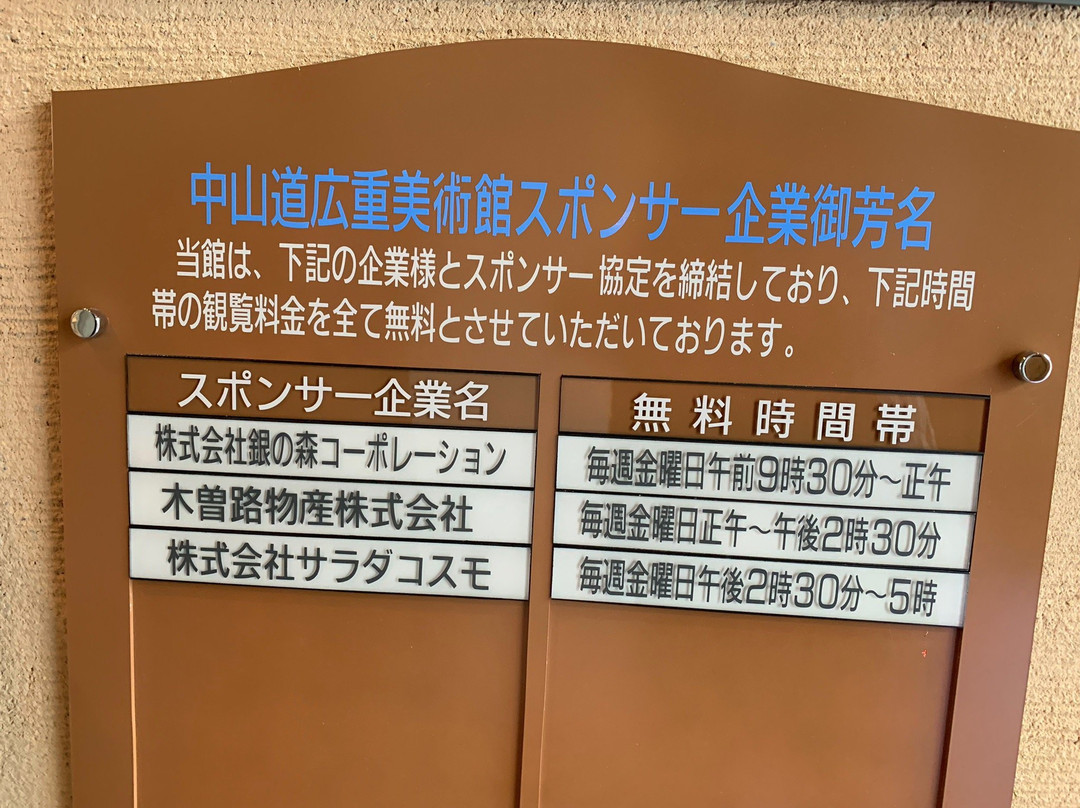 中山道広重美術館スポンサー企業御芳名
当館は、下記の企業様とスポンサー協定を締結しており、下記時間
帯の観覧料金を全て無料とさせていただいております。
スポンサー企業名 無料時間帯
株式会社銀の森コーポレーション 毎週金曜日午前9時30分～正午
木曽路物産株式会社 毎週金曜日正午～午後2時30分
株式会社サラダコスモ 毎週金曜日午後2時30分～5時